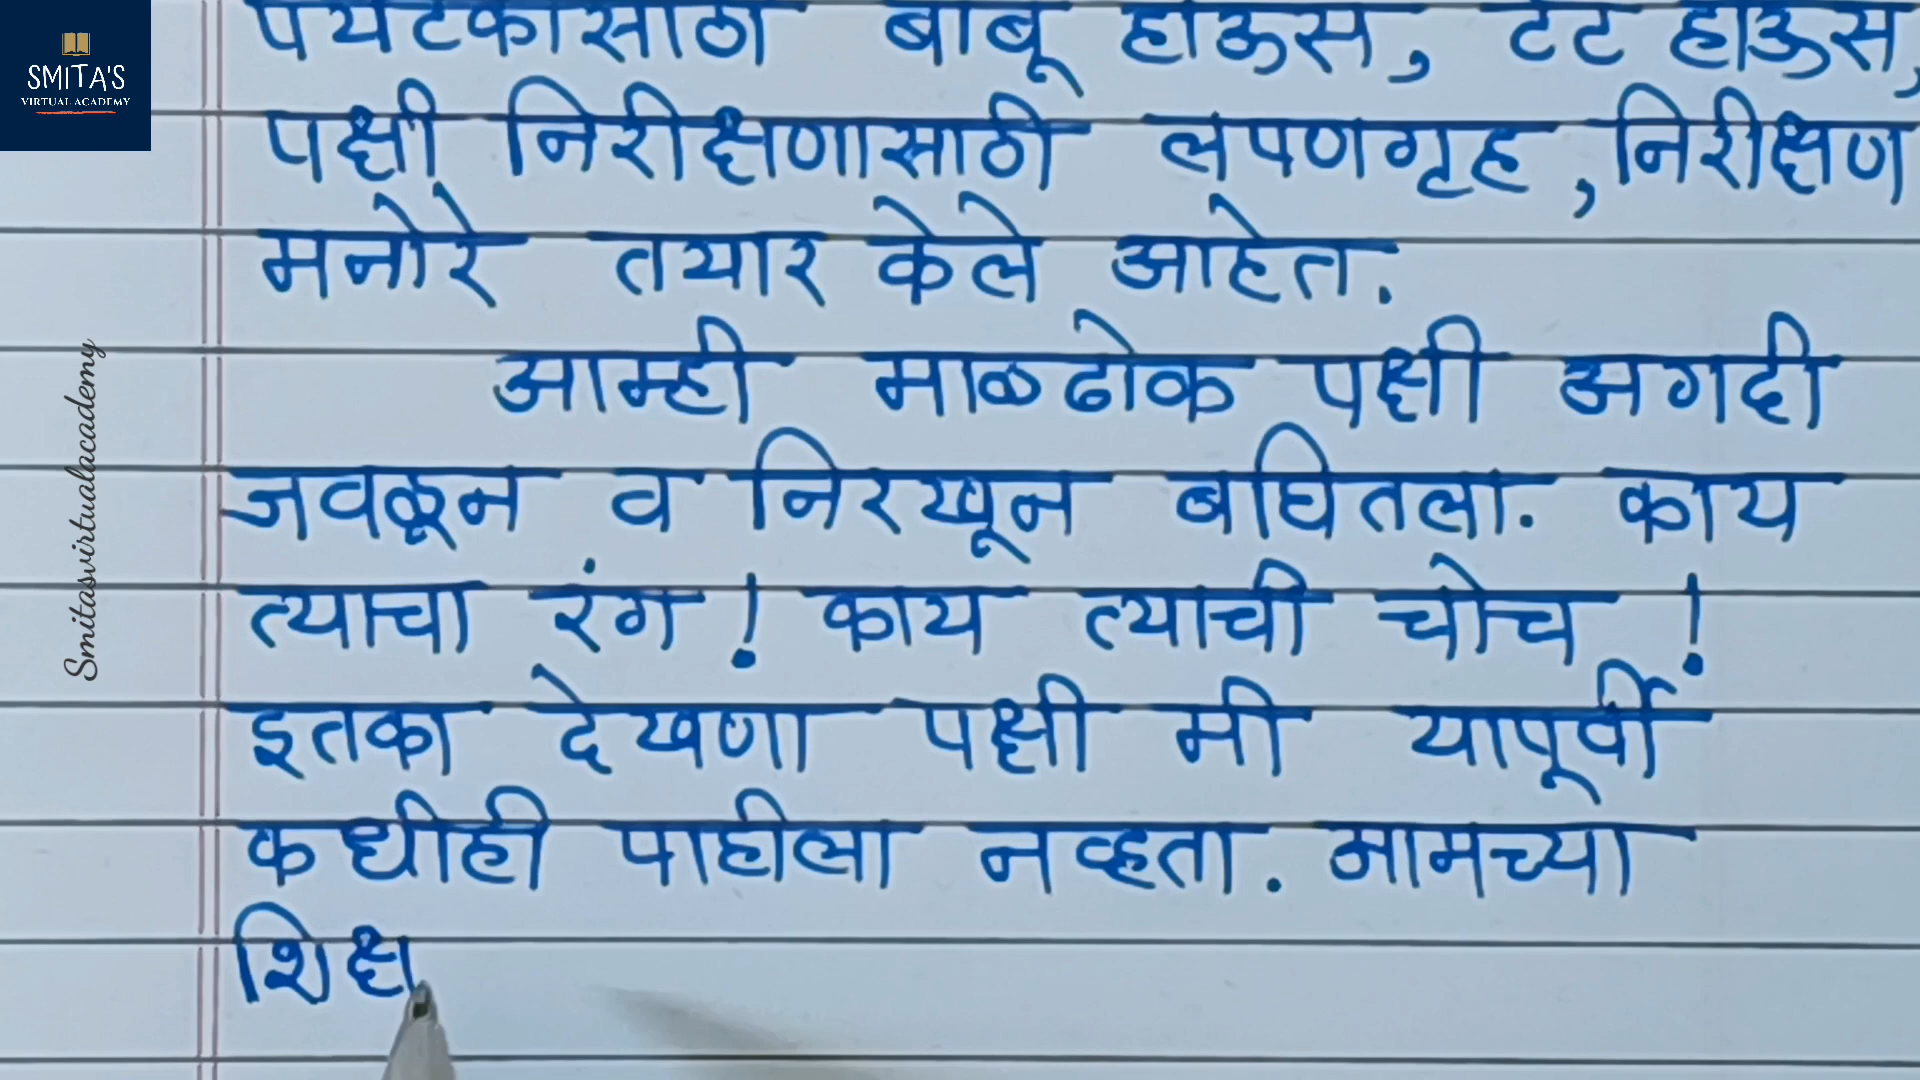 SMITA'S
VIRTUAL ACADEMY
Smitasvirtualacademy
पर्यटकांसाठी बांबू हाऊस, टेंट हाऊस,
पक्षी निरीक्षणासाठी लपणगृह, निरीक्षण
मनोरे तयार केले आहेत.
आम्ही माळढोक पक्षी अगदी
जवळून व निरखून बघितला. काय
त्याचा रंग! काय त्याची चोच!
इतका देखणा पक्षी मी यापूर्वी
कधीही पाहीला नव्हता. आमच्या
शिक्ष